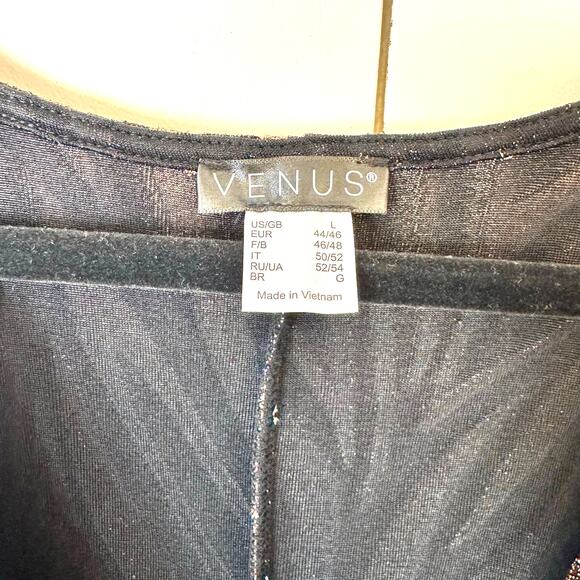 VENUS®
US/GB L
EUR 44/46
F/B 46/48
IT 50/52
RU/UA 52/54
BR G
Made in Vietnam